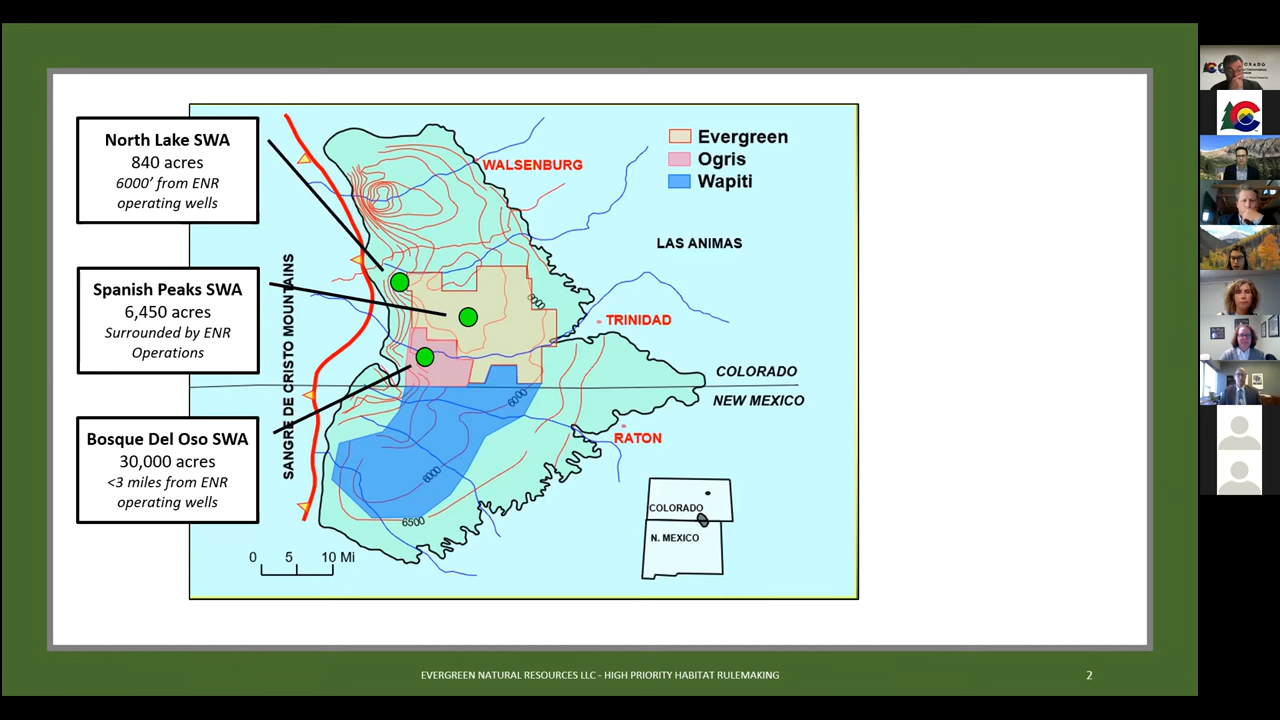 North Lake SWA
840 acres
6000’ from ENR
operating wells
Spanish Peaks SWA
6,450 acres
Surrounded by ENR
Operations
Bosque Del Oso SWA
30,000 acres
<3 miles from ENR
operating wells
SANGRE DE CRISTO MOUNTAINS
WALSENBURG
Evergreen
Ogris
Wapiti
LAS ANIMAS
6000
TRINIDAD
COLORADO
NEW MEXICO
6000
RATON
6000
6500
COLORADO
N. MEXICO
0 5 10 Mi
EVERGREEN NATURAL RESOURCES LLC - HIGH PRIORITY HABITAT RULEMAKING
2